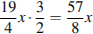 19/4 x · 3/2 = 57/8 x